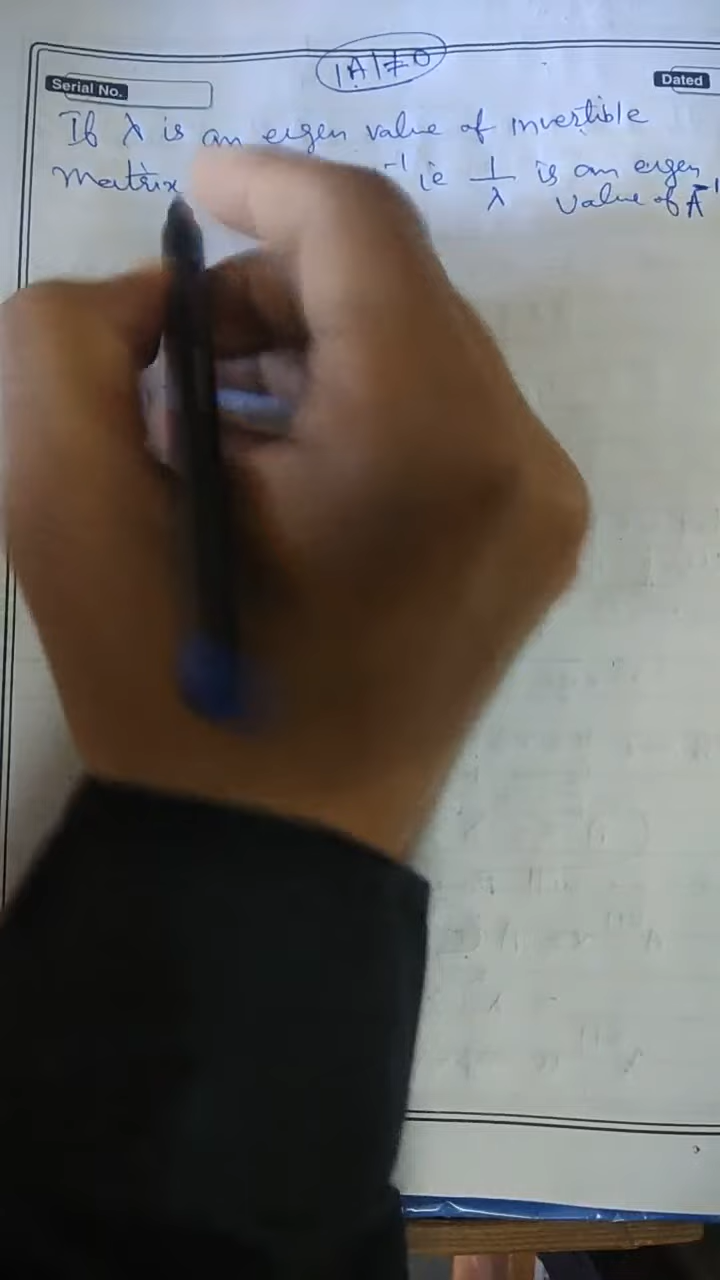 |A| ≠ 0
Serial No.
Dated
If λ is an eigen value of invertible
Matrix -1 ie 1/λ is an eigen
value of A-1